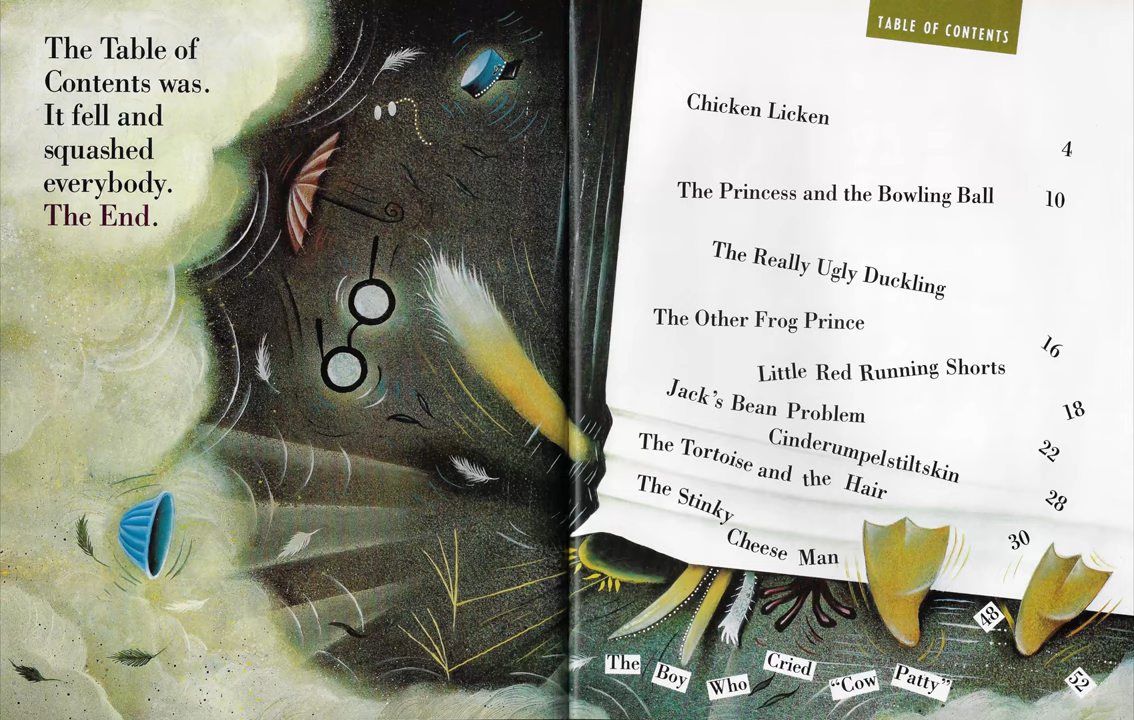 The Table of
Contents was.
It fell and
squashed
everybody.
The End.
TABLE OF CONTENTS
Chicken Licken
4
The Princess and the Bowling Ball 10
The Really Ugly Duckling
The Other Frog Prince
16
Little Red Running Shorts
18
Jack's Bean Problem
Cinderumpelstiltskin
22
The Tortoise and the Hair
28
The Stinky
Cheese Man
30
48
The Boy Who Cried "Cow Patty"
52